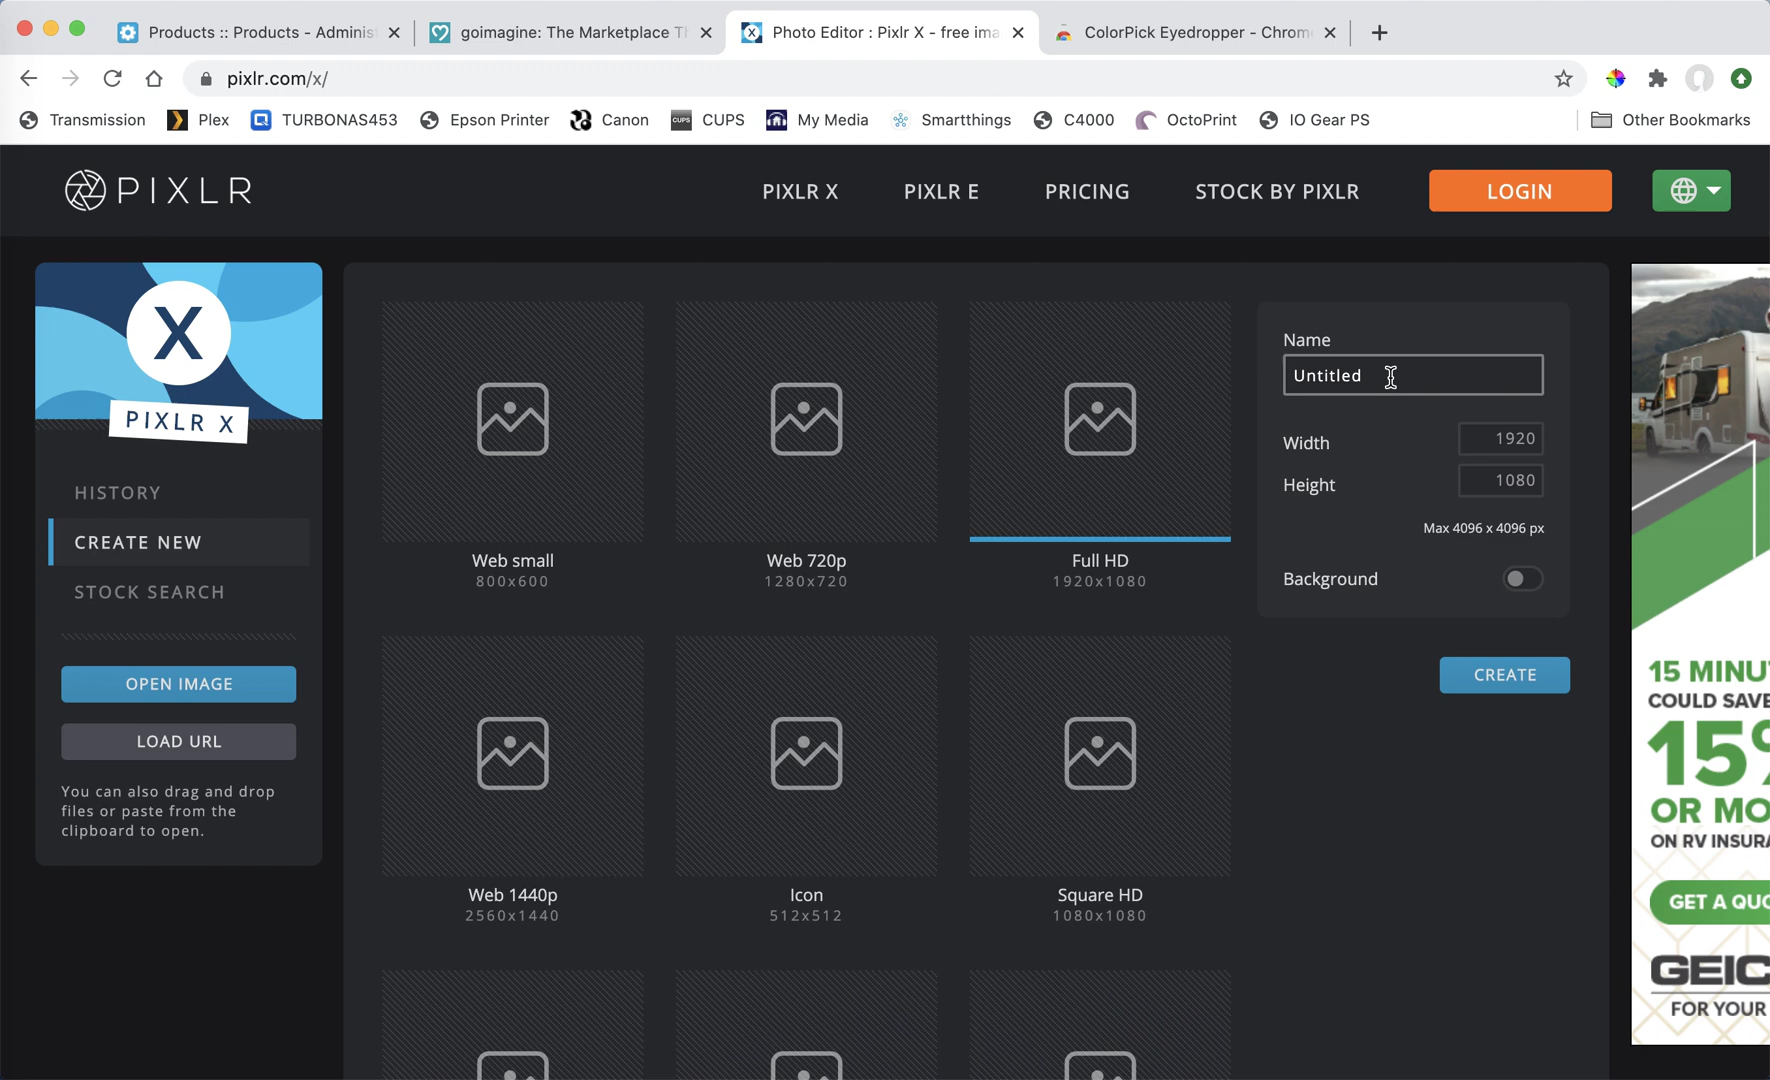 Products :: Products - Adminis
goimagine: The Marketplace Th
Photo Editor : Pixlr X - free ima
ColorPick Eyedropper - Chrome
pixlr.com/x/
Transmission
Plex
TURBONAS453
Epson Printer
Canon
CUPS
CUPS
My Media
Smartthings
C4000
OctoPrint
IO Gear PS
Other Bookmarks
PIXLR
PIXLR X
PIXLR E
PRICING
STOCK BY PIXLR
LOGIN
X
PIXLR X
HISTORY
CREATE NEW
STOCK SEARCH
OPEN IMAGE
LOAD URL
You can also drag and drop
files or paste from the
clipboard to open.
Web small
800x600
Web 720p
1280x720
Full HD
1920x1080
Web 1440p
2560x1440
Icon
512x512
Square HD
1080x1080
Name
Untitled
Width
1920
Height
1080
Max 4096 x 4096 px
Background
CREATE
15 MINU
COULD SAVE
15%
OR MO
ON RV INSURA
GET A QUO
GEIC
FOR YOUR